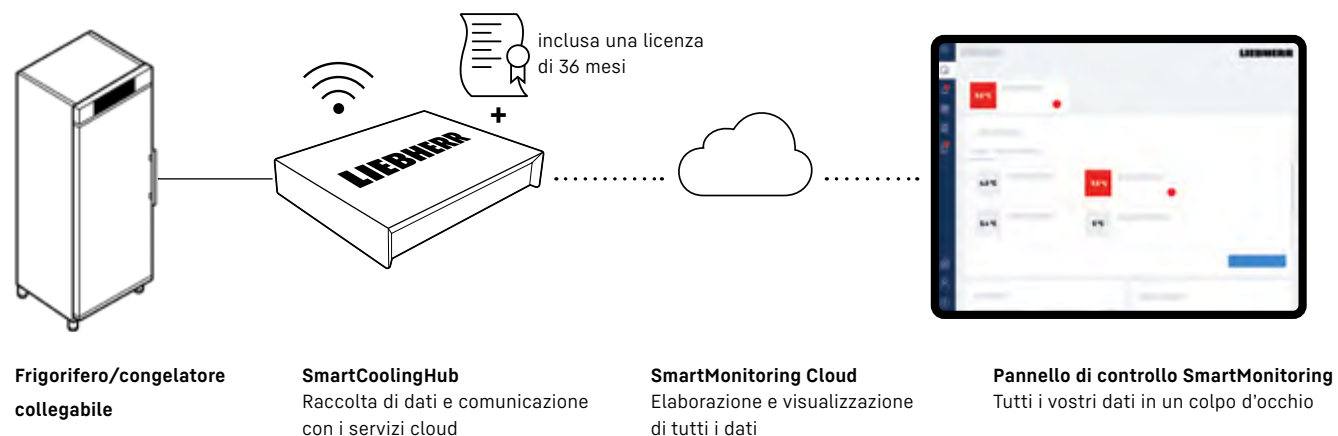 inclusa una licenza
di 36 mesi
+
LIEBHERR
LIEBHERR
Frigorifero/congelatore
collegabile
SmartCoolingHub
Raccolta di dati e comunicazione
con i servizi cloud
SmartMonitoring Cloud
Elaborazione e visualizzazione
di tutti i dati
Pannello di controllo SmartMonitoring
Tutti i vostri dati in un colpo d’occhio